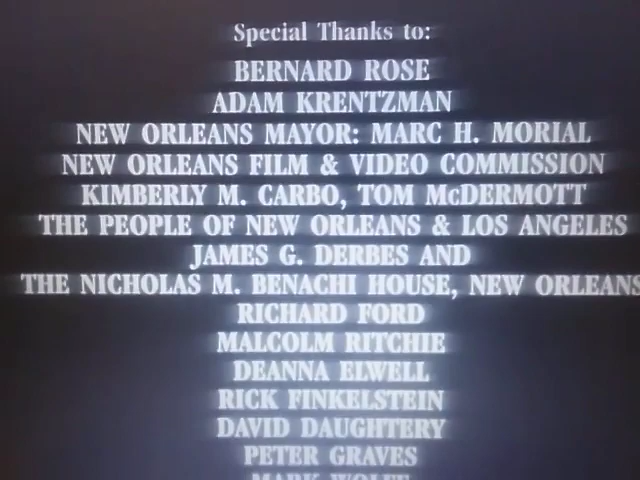 Special Thanks to:
BERNARD ROSE
ADAM KRENTZMAN
NEW ORLEANS MAYOR: MARC H. MORIAL
NEW ORLEANS FILM & VIDEO COMMISSION
KIMBERLY M. CARBO, TOM McDERMOTT
THE PEOPLE OF NEW ORLEANS & LOS ANGELES
JAMES G. DERBES AND
THE NICHOLAS M. BENACHI HOUSE, NEW ORLEANS
RICHARD FORD
MALCOLM RITCHIE
DEANNA ELWELL
RICK FINKELSTEIN
DAVID DAUGHTERY
PETER GRAVES
MARK WOLFE